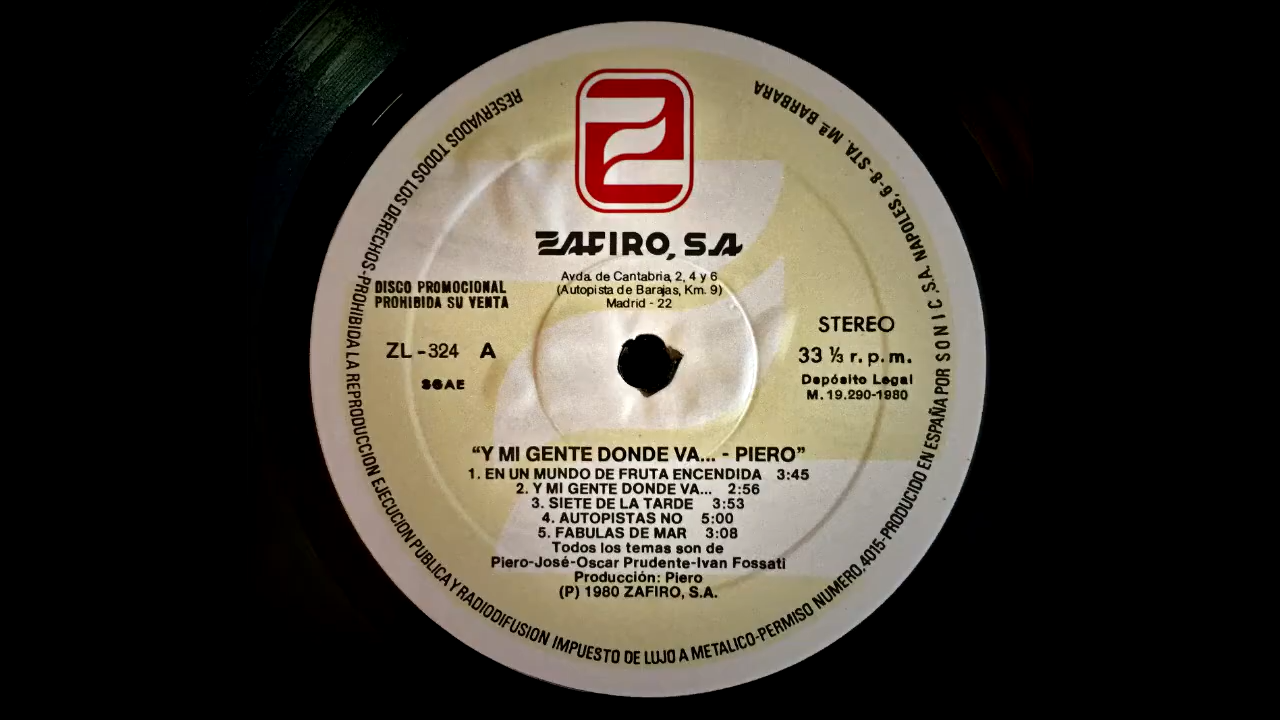 RESERVADOS TODOS LOS DERECHOS-PROHIBIDA LA REPRODUCCION EJECUCION PUBLICA Y RADIODIFUSION IMPUESTO DE LUJO A METALICO-PERMISO NUMERO.4015-PRODUCIDO EN ESPAÑA POR SONIC, S.A. NAPOLES, 6-8-STA. Mª BARBARA
ZAFIRO, S.A.
Avda. de Cantabria, 2, 4 y 6
(Autopista de Barajas, Km. 9)
Madrid - 22
DISCO PROMOCIONAL
PROHIBIDA SU VENTA
ZL-324 A
SGAE
STEREO
33 ⅓ r.p.m.
Depósito Legal
M. 19.290-1980
“Y MI GENTE DONDE VA... - PIERO”
1. EN UN MUNDO DE FRUTA ENCENDIDA 3:45
2. Y MI GENTE DONDE VA... 2:56
3. SIETE DE LA TARDE 3:53
4. AUTOPISTAS NO 5:00
5. FABULAS DE MAR 3:08
Todos los temas son de
Piero-José-Oscar Prudente-Ivan Fossati
Producción: Piero
(P) 1980 ZAFIRO, S.A.